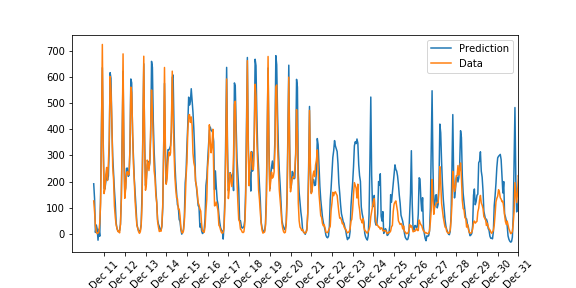 700
600
500
400
300
200
100
0
Prediction
Data
Dec 11
Dec 12
Dec 13
Dec 14
Dec 15
Dec 16
Dec 17
Dec 18
Dec 19
Dec 20
Dec 21
Dec 22
Dec 23
Dec 24
Dec 25
Dec 26
Dec 27
Dec 28
Dec 29
Dec 30
Dec 31